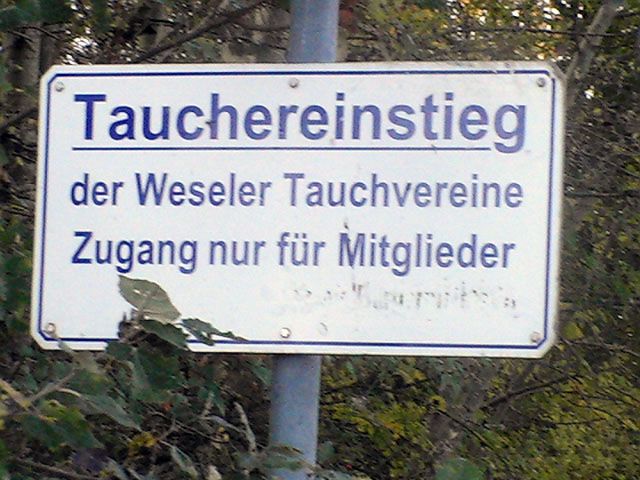 Tauchereinstieg
der Weseler Tauchvereine
Zugang nur für Mitglieder